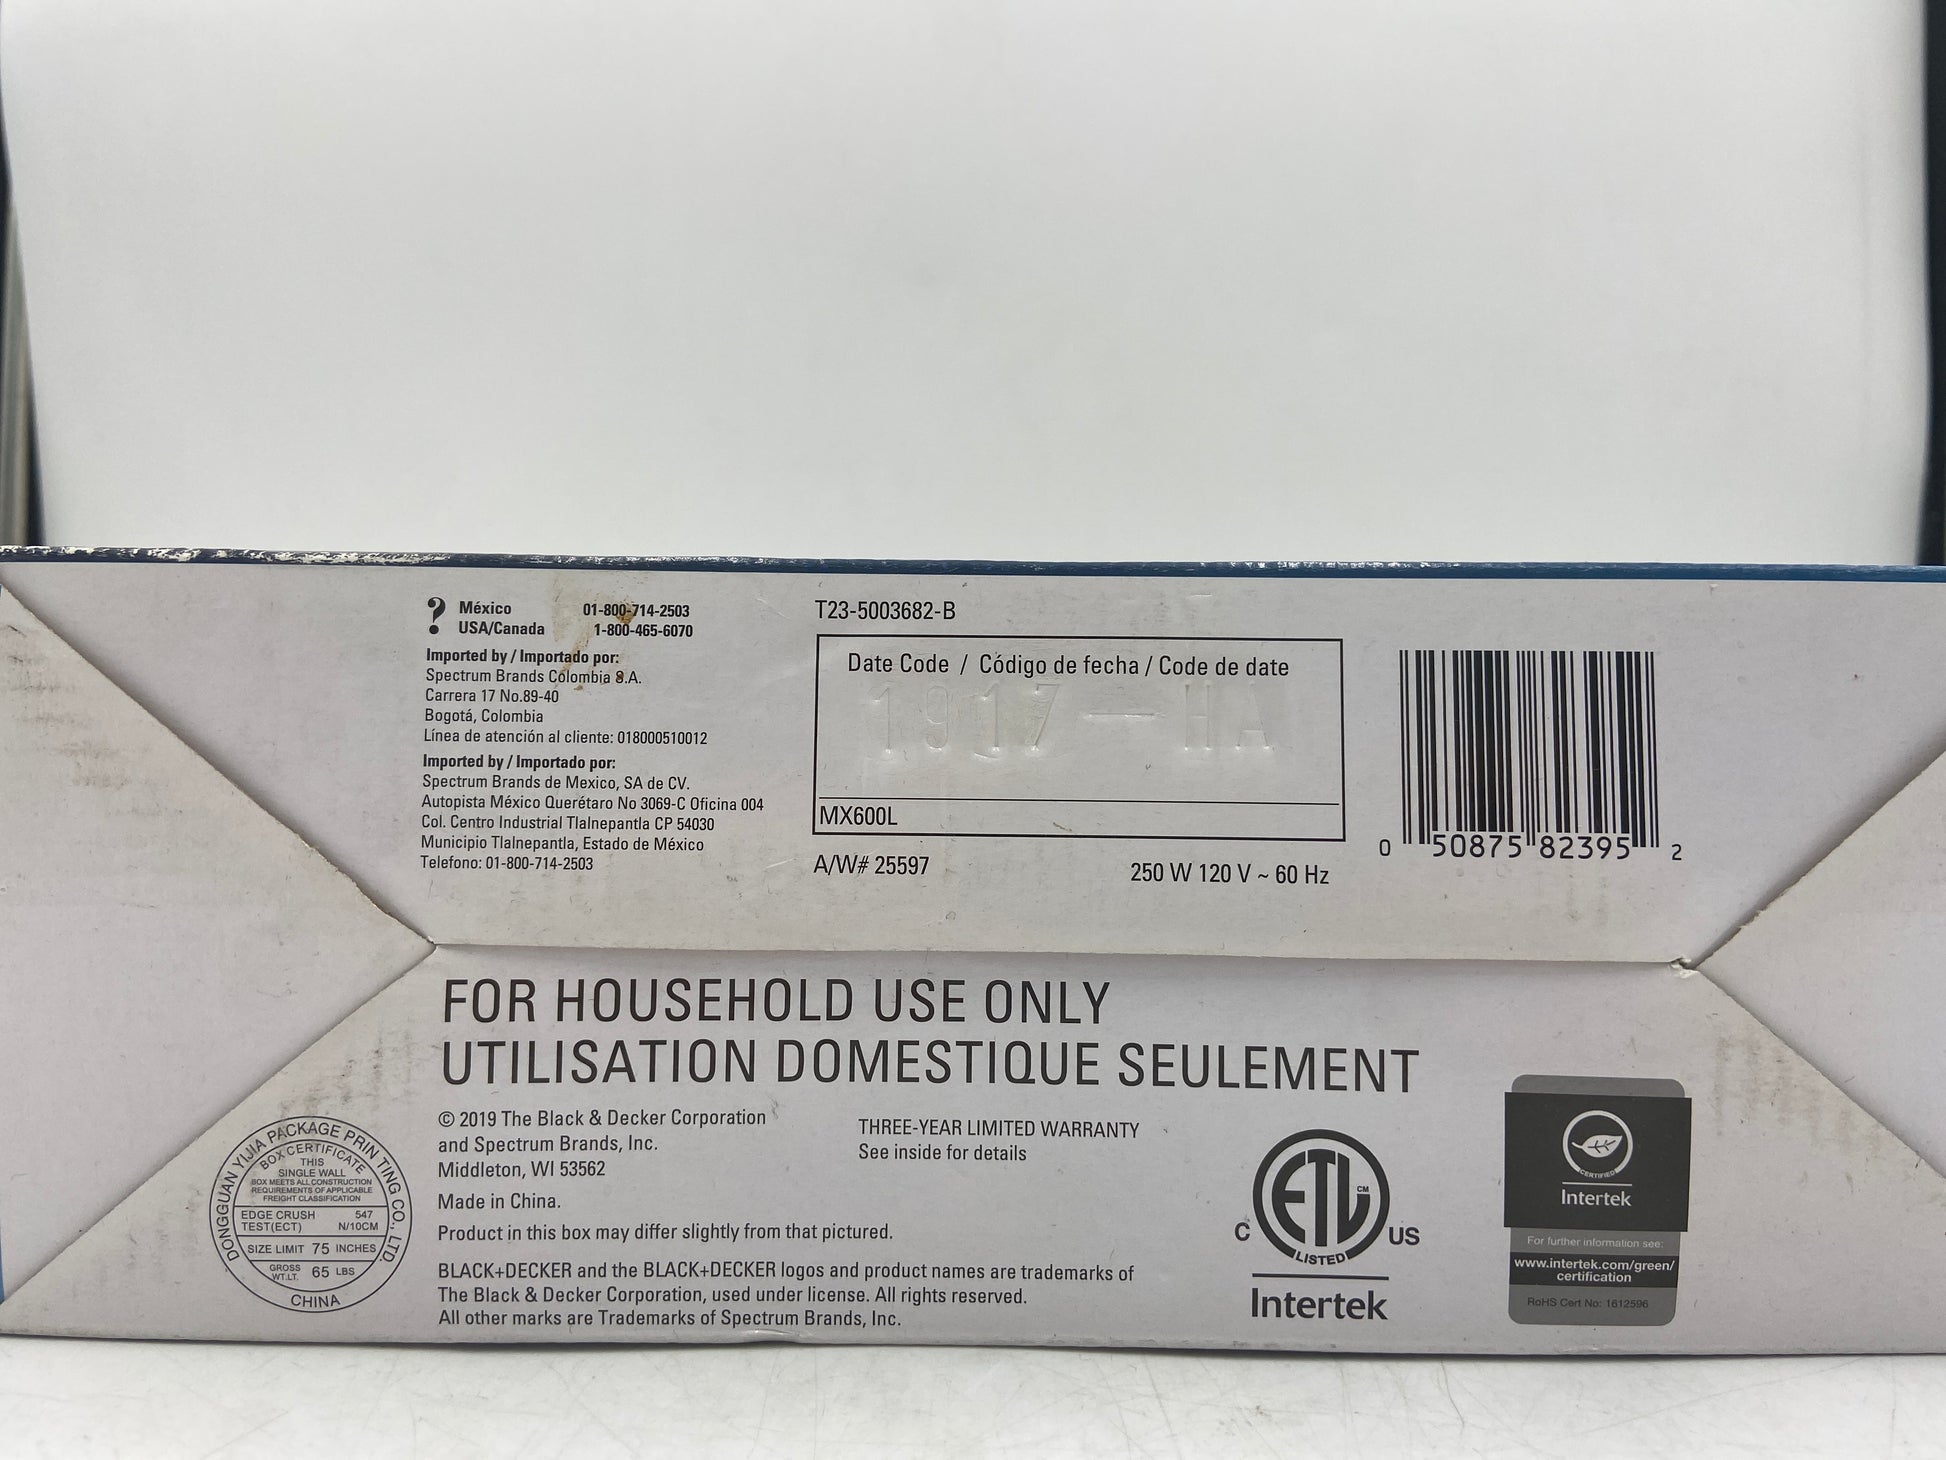 ? México 01-800-714-2503
USA/Canada 1-800-465-6070
Imported by / Importado por:
Spectrum Brands Colombia S.A.
Carrera 17 No.89-40
Bogotá, Colombia
Línea de atención al cliente: 018000510012
Imported by / Importado por:
Spectrum Brands de Mexico, SA de CV.
Autopista México Querétaro No 3069-C Oficina 004
Col. Centro Industrial Tlalnepantla CP 54030
Municipio Tlalnepantla, Estado de México
Telefono: 01-800-714-2503
T23-5003682-B
Date Code / Código de fecha / Code de date
1917 — HA
MX600L
A/W# 25597
250 W 120 V ~ 60 Hz
0 50875 82395 2
FOR HOUSEHOLD USE ONLY
UTILISATION DOMESTIQUE SEULEMENT
DONGGUAN YIJIA PACKAGE PRINTING CO., LTD.
BOX CERTIFICATE
THIS
SINGLE WALL
BOX MEETS ALL CONSTRUCTION
REQUIREMENTS OF APPLICABLE
FREIGHT CLASSIFICATION
EDGE CRUSH 547
TEST(ECT) N/10CM
SIZE LIMIT 75 INCHES
GROSS
WT.LT. 65 LBS
CHINA
© 2019 The Black & Decker Corporation
and Spectrum Brands, Inc.
Middleton, WI 53562
Made in China.
Product in this box may differ slightly from that pictured.
BLACK+DECKER and the BLACK+DECKER logos and product names are trademarks of
The Black & Decker Corporation, used under license. All rights reserved.
All other marks are Trademarks of Spectrum Brands, Inc.
THREE-YEAR LIMITED WARRANTY
See inside for details
ETL CM
C US
LISTED
Intertek
CERTIFIED
Intertek
For further information see:
www.intertek.com/green/
certification
RoHS Cert No: 1612596